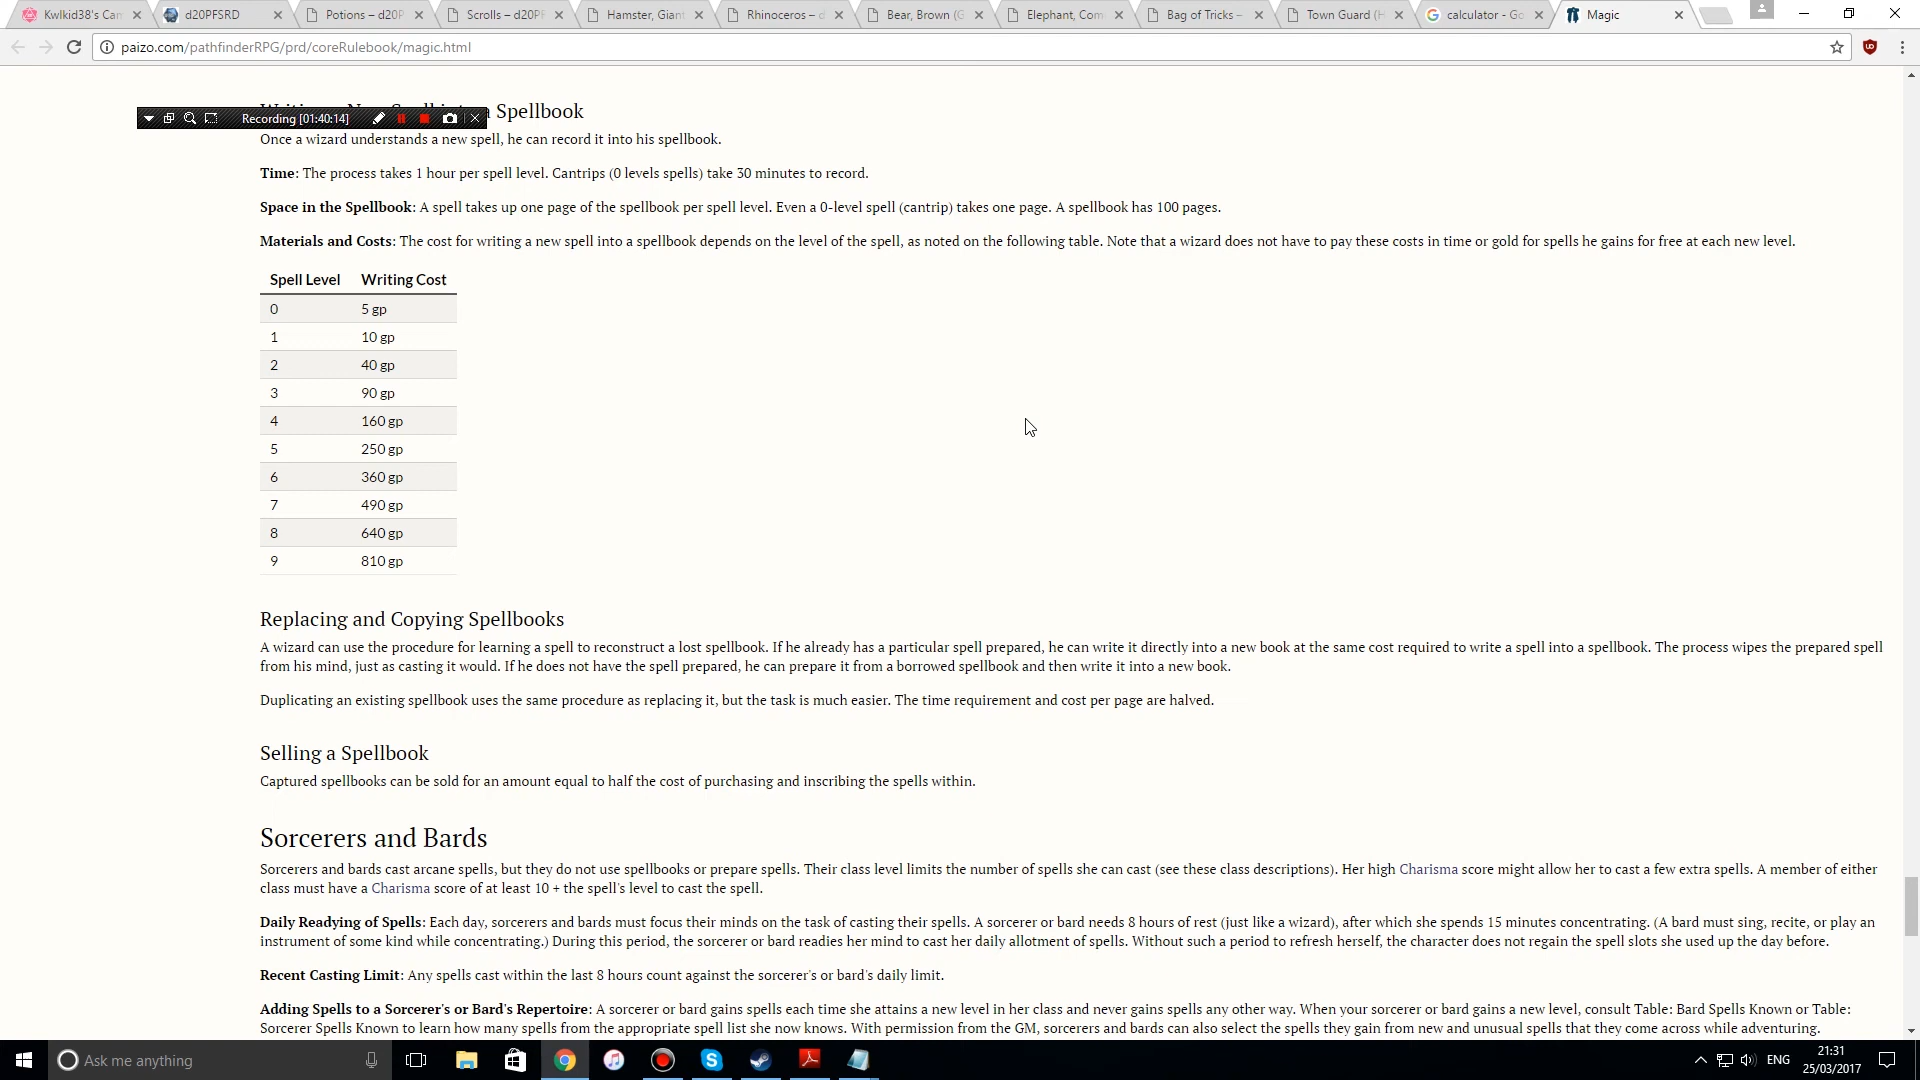 Kwlkid38's Can
d20PFSRD
Potions – d20P
Scrolls – d20PF
Hamster, Giant
Rhinoceros – d
Bear, Brown (G
Elephant, Com
Bag of Tricks –
Town Guard (H
calculator - Go
Magic
paizo.com/pathfinderRPG/prd/coreRulebook/magic.html
a Spellbook
Recording [01:40:14]
Once a wizard understands a new spell, he can record it into his spellbook.
Time: The process takes 1 hour per spell level. Cantrips (0 levels spells) take 30 minutes to record.
Space in the Spellbook: A spell takes up one page of the spellbook per spell level. Even a 0-level spell (cantrip) takes one page. A spellbook has 100 pages.
Materials and Costs: The cost for writing a new spell into a spellbook depends on the level of the spell, as noted on the following table. Note that a wizard does not have to pay these costs in time or gold for spells he gains for free at each new level.
Spell Level Writing Cost
0 5 gp
1 10 gp
2 40 gp
3 90 gp
4 160 gp
5 250 gp
6 360 gp
7 490 gp
8 640 gp
9 810 gp
Replacing and Copying Spellbooks
A wizard can use the procedure for learning a spell to reconstruct a lost spellbook. If he already has a particular spell prepared, he can write it directly into a new book at the same cost required to write a spell into a spellbook. The process wipes the prepared spell
from his mind, just as casting it would. If he does not have the spell prepared, he can prepare it from a borrowed spellbook and then write it into a new book.
Duplicating an existing spellbook uses the same procedure as replacing it, but the task is much easier. The time requirement and cost per page are halved.
Selling a Spellbook
Captured spellbooks can be sold for an amount equal to half the cost of purchasing and inscribing the spells within.
Sorcerers and Bards
Sorcerers and bards cast arcane spells, but they do not use spellbooks or prepare spells. Their class level limits the number of spells she can cast (see these class descriptions). Her high Charisma score might allow her to cast a few extra spells. A member of either
class must have a Charisma score of at least 10 + the spell's level to cast the spell.
Daily Readying of Spells: Each day, sorcerers and bards must focus their minds on the task of casting their spells. A sorcerer or bard needs 8 hours of rest (just like a wizard), after which she spends 15 minutes concentrating. (A bard must sing, recite, or play an
instrument of some kind while concentrating.) During this period, the sorcerer or bard readies her mind to cast her daily allotment of spells. Without such a period to refresh herself, the character does not regain the spell slots she used up the day before.
Recent Casting Limit: Any spells cast within the last 8 hours count against the sorcerer's or bard's daily limit.
Adding Spells to a Sorcerer's or Bard's Repertoire: A sorcerer or bard gains spells each time she attains a new level in her class and never gains spells any other way. When your sorcerer or bard gains a new level, consult Table: Bard Spells Known or Table:
Sorcerer Spells Known to learn how many spells from the appropriate spell list she now knows. With permission from the GM, sorcerers and bards can also select the spells they gain from new and unusual spells that they come across while adventuring.
Ask me anything
ENG
21:31
25/03/2017